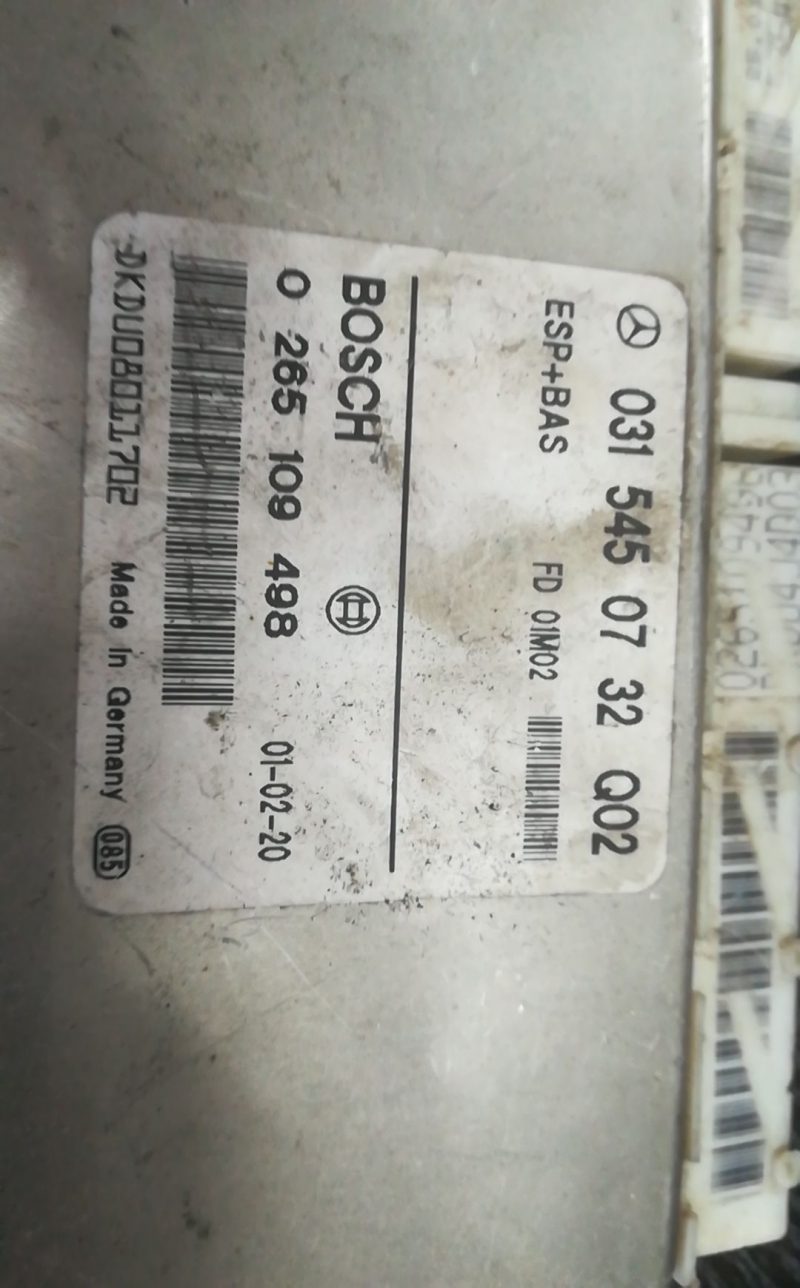 031 545 07 32 Q02
ESP+BAS FD 01M02
BOSCH
0 265 109 498 01-02-20
DKDU08011702 Made In Germany 085